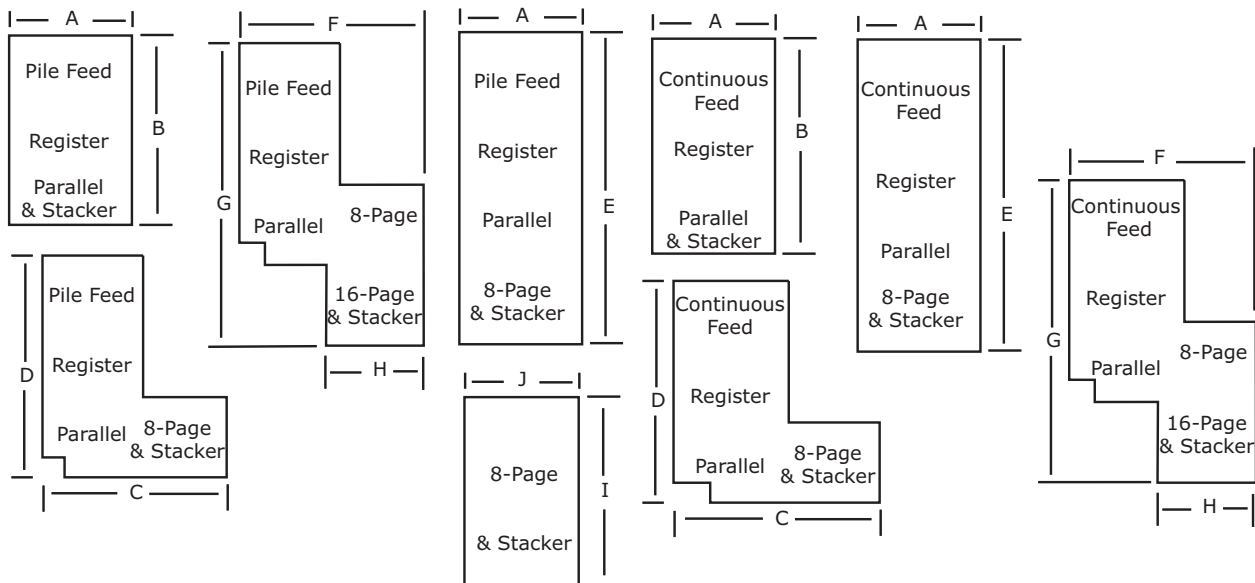 A
Pile Feed
Register
Parallel
& Stacker
B
F
Pile Feed
Register
Parallel
G
8-Page
16-Page
& Stacker
H
A
Pile Feed
Register
Parallel
8-Page
& Stacker
E
A
Continuous
Feed
Register
Parallel
& Stacker
B
A
Continuous
Feed
Register
Parallel
8-Page
& Stacker
E
F
Continuous
Feed
Register
Parallel
G
8-Page
16-Page
& Stacker
H
Pile Feed
Register
D
Parallel
8-Page
& Stacker
C
J
8-Page
& Stacker
I
Continuous
Feed
D
Register
Parallel
8-Page
& Stacker
C